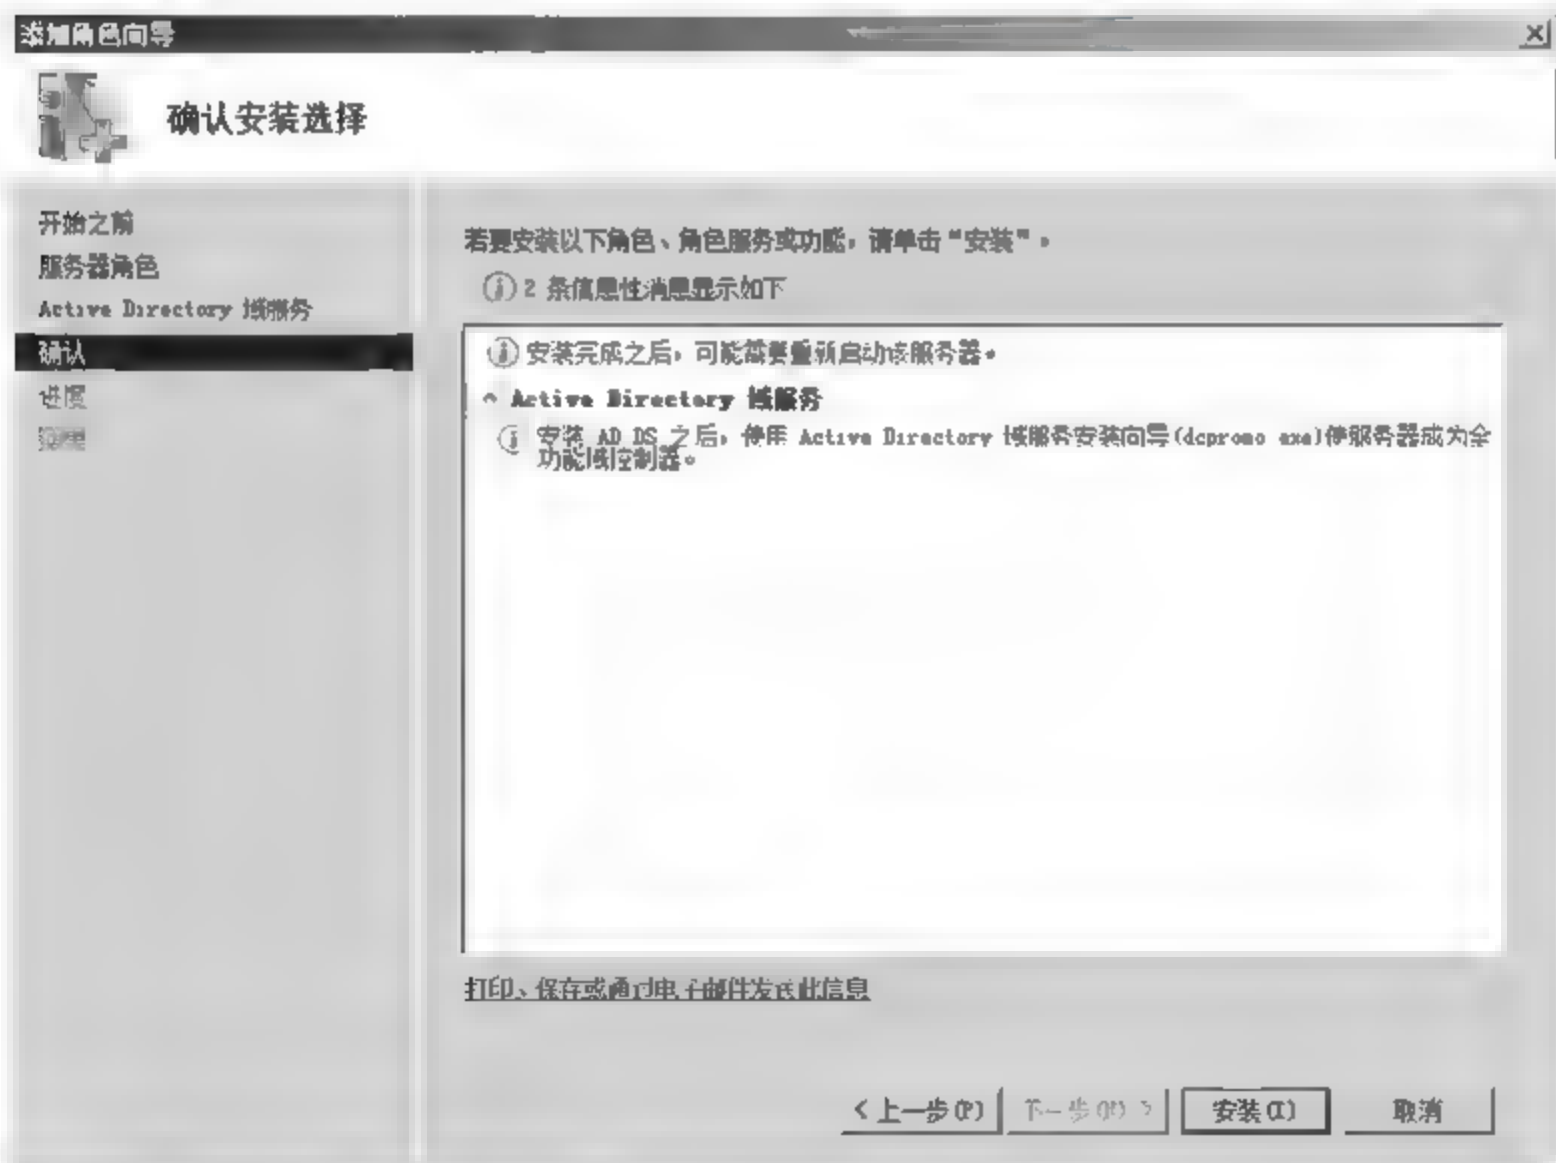 添加角色向导
确认安装选择
开始之前
服务器角色
Active Directory 域服务
确认
进度
结果
若要安装以下角色、角色服务或功能，请单击“安装”。
2 条信息性消息显示如下
安装完成之后，可能需要重新启动该服务器。
Active Directory 域服务
安装 AD DS 之后，使用 Active Directory 域服务安装向导(dcpromo exe)使服务器成为全
功能域控制器。
打印、保存或通过电子邮件发送此信息
< 上一步(P)
下一步(N) >
安装(I)
取消